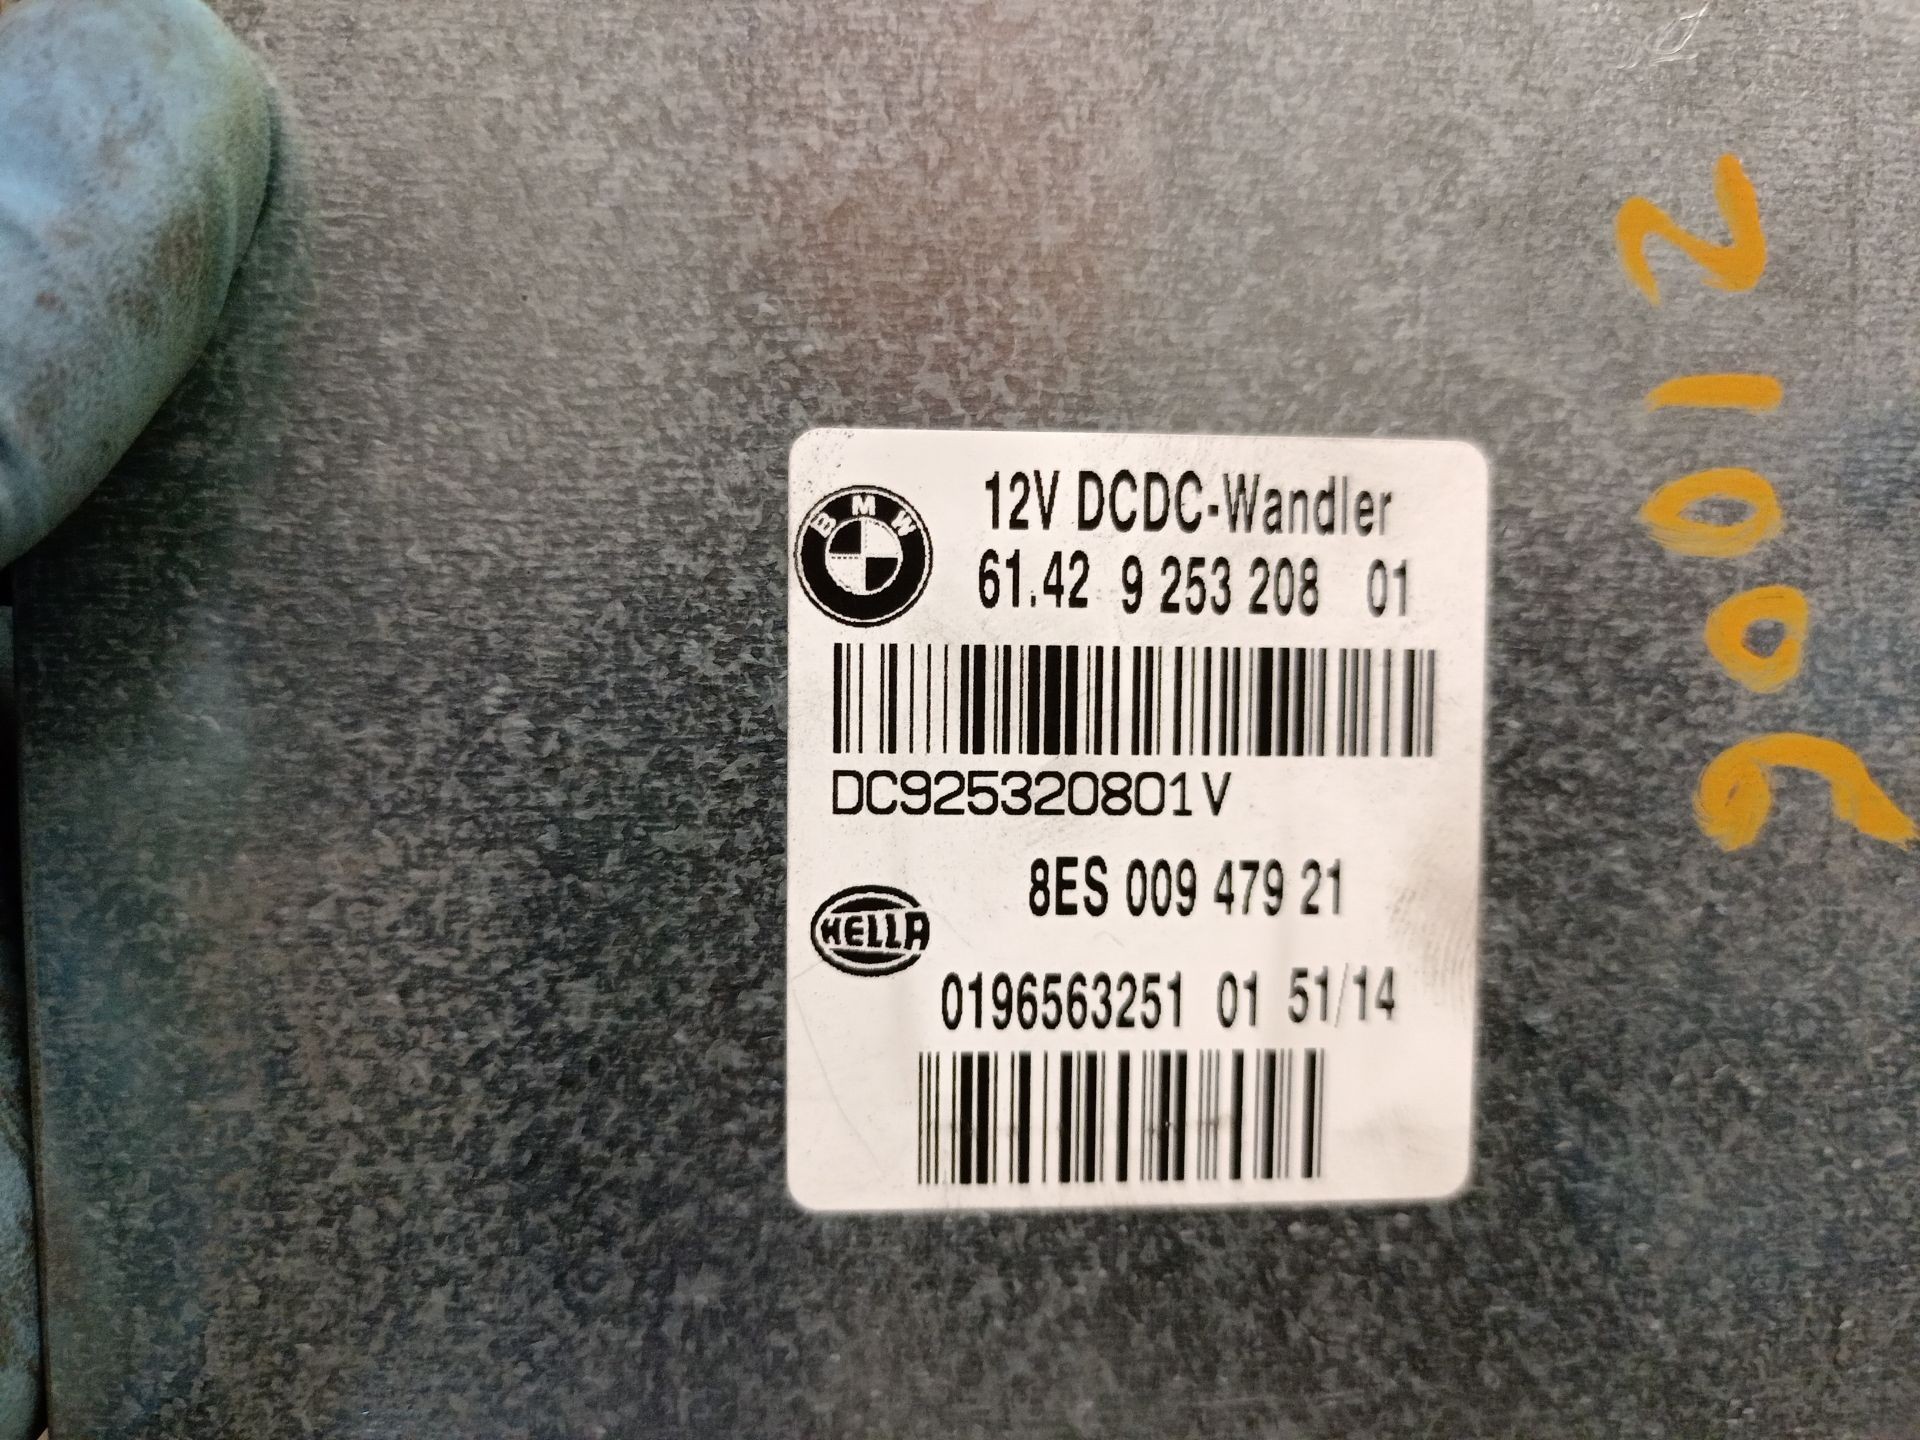 12V DCDC-Wandler
BMW
61.42 9 253 208 01
DC925320801V
8ES 009 479 21
HELLA
0196563251 01 51/14
21006